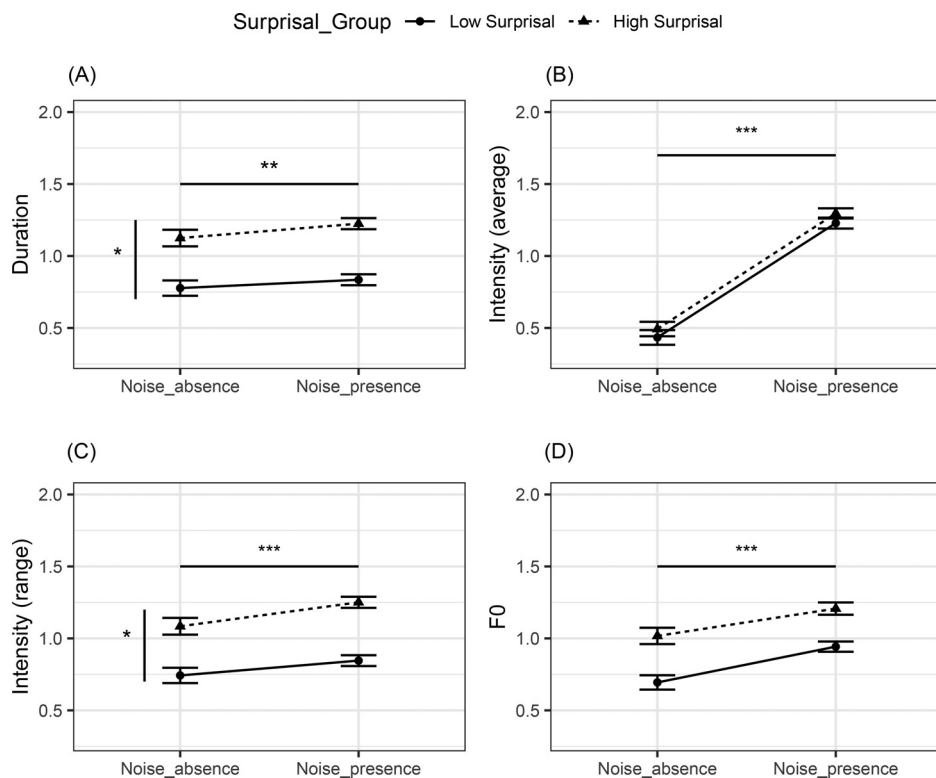 Surprisal_Group Low Surprisal High Surprisal
(A)
2.0
1.5
1.0
0.5
Duration
**
*
Noise_absence Noise_presence
(B)
2.0
1.5
1.0
0.5
Intensity (average)
***
Noise_absence Noise_presence
(C)
2.0
1.5
1.0
0.5
Intensity (range)
***
*
Noise_absence Noise_presence
(D)
2.0
1.5
1.0
0.5
F0
***
Noise_absence Noise_presence